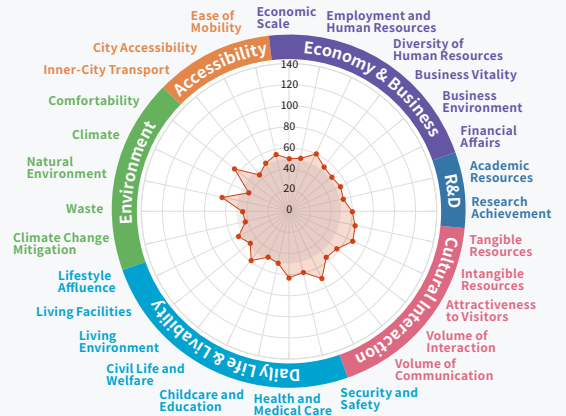 Economic
Scale
Employment and
Human Resources
Diversity of
Human Resources
Business Vitality
Business
Environment
Financial
Affairs
Academic
Resources
Research
Achievement
Tangible
Resources
Intangible
Resources
Attractiveness
to Visitors
Volume of
Interaction
Volume of
Communication
Security and
Safety
Health and
Medical Care
Childcare and
Education
Civil Life and
Welfare
Living
Environment
Living Facilities
Lifestyle
Affluence
Climate Change
Mitigation
Waste
Natural
Environment
Climate
Comfortability
Inner-City Transport
City Accessibility
Ease of
Mobility
Economy & Business
R&D
Cultural Interaction
Daily Life & Livability
Environment
Accessibility
140
120
100
80
60
40
20
0